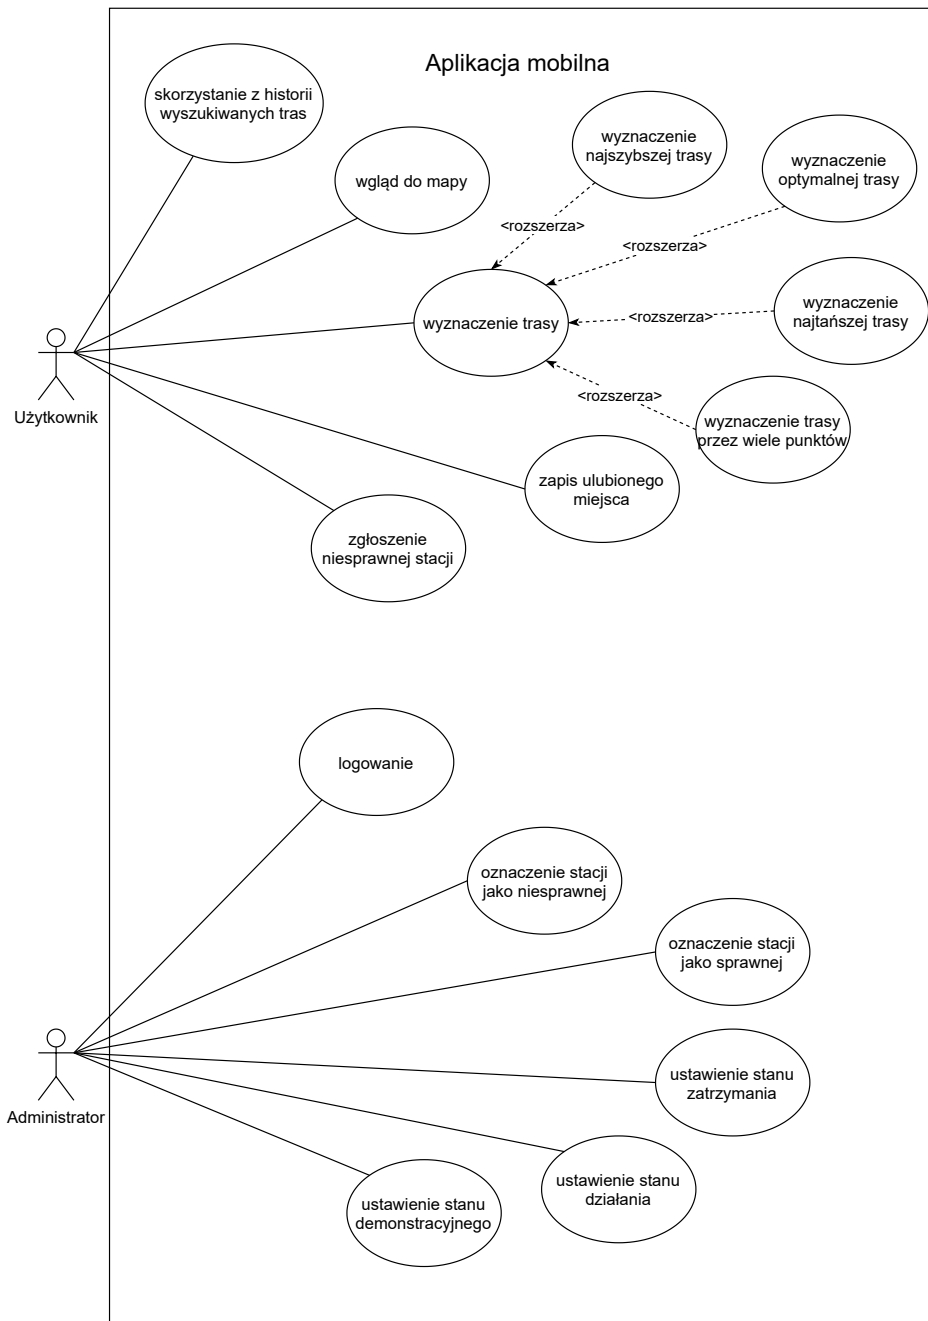 Aplikacja mobilna
skorzystanie z historii
wyszukiwanych tras
wgląd do mapy
wyznaczenie
najszybszej trasy
wyznaczenie
optymalnej trasy
<rozszerza>
<rozszerza>
wyznaczenie trasy
<rozszerza>
wyznaczenie
najtańszej trasy
<rozszerza>
wyznaczenie trasy
przez wiele punktów
Użytkownik
zapis ulubionego
miejsca
zgłoszenie
niesprawnej stacji
logowanie
oznaczenie stacji
jako niesprawnej
oznaczenie stacji
jako sprawnej
ustawienie stanu
zatrzymania
Administrator
ustawienie stanu
działania
ustawienie stanu
demonstracyjnego